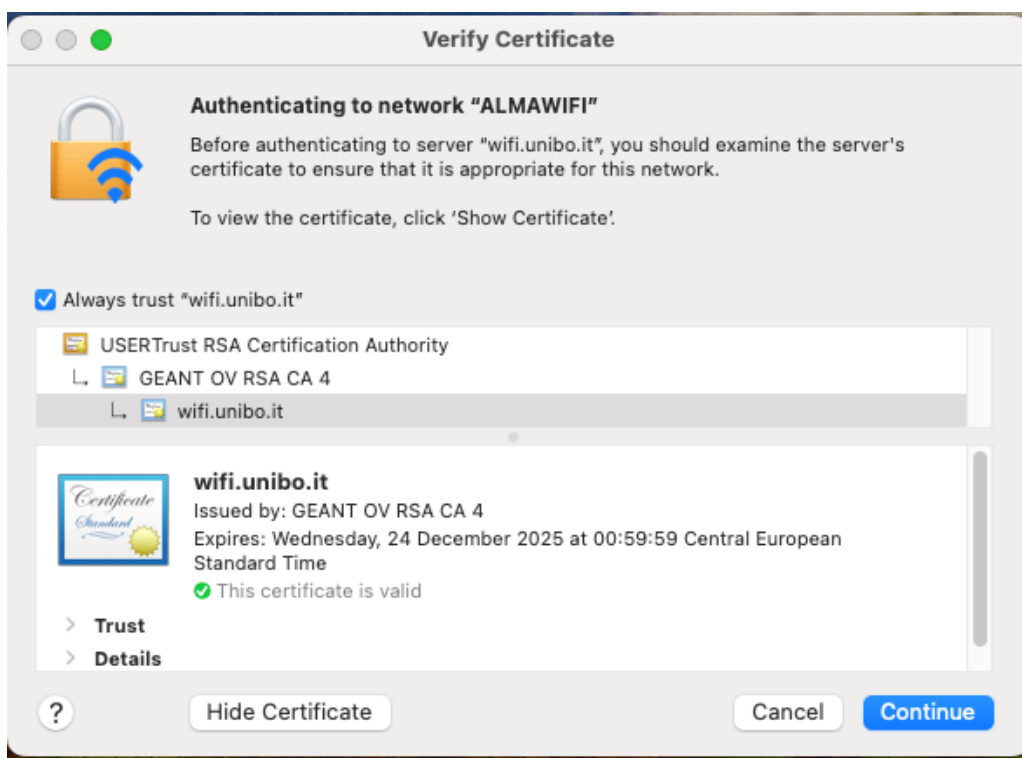 Verify Certificate
Authenticating to network “ALMAWIFI”
Before authenticating to server “wifi.unibo.it”, you should examine the server's
certificate to ensure that it is appropriate for this network.
To view the certificate, click ‘Show Certificate’.
Always trust “wifi.unibo.it”
USERTrust RSA Certification Authority
GEANT OV RSA CA 4
wifi.unibo.it
Certificate
Standard
wifi.unibo.it
Issued by: GEANT OV RSA CA 4
Expires: Wednesday, 24 December 2025 at 00:59:59 Central European
Standard Time
This certificate is valid
Trust
Details
?
Hide Certificate
Cancel
Continue